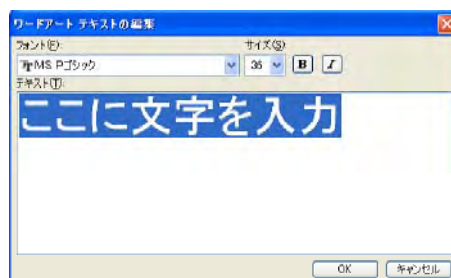 ワードアート テキストの編集
フォント(F):
サイズ(S):
MS Pゴシック
36
B
I
テキスト(T):
ここに文字を入力
OK
キャンセル